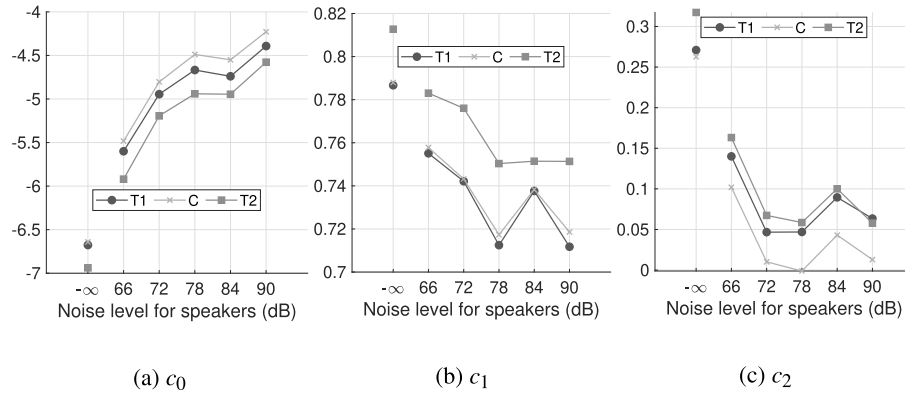 -4
-4.5
-5
-5.5
-6
-6.5
-7
T1 C T2
-∞ 66 72 78 84 90
Noise level for speakers (dB)
(a) c0
0.82
0.8
0.78
0.76
0.74
0.72
0.7
T1 C T2
-∞ 66 72 78 84 90
Noise level for speakers (dB)
(b) c1
0.3
0.25
0.2
0.15
0.1
0.05
0
T1 C T2
-∞ 66 72 78 84 90
Noise level for speakers (dB)
(c) c2